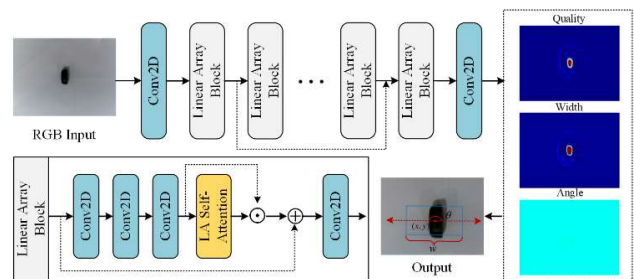 Quality
Conv2D
Linear Array
Block
Linear Array
Block
Linear Array
Block
Linear Array
Block
Conv2D
RGB Input
Width
Linear Array
Block
Conv2D
Conv2D
Conv2D
LA Self-
Attention
Conv2D
(x, y)
θ
w
Output
Angle